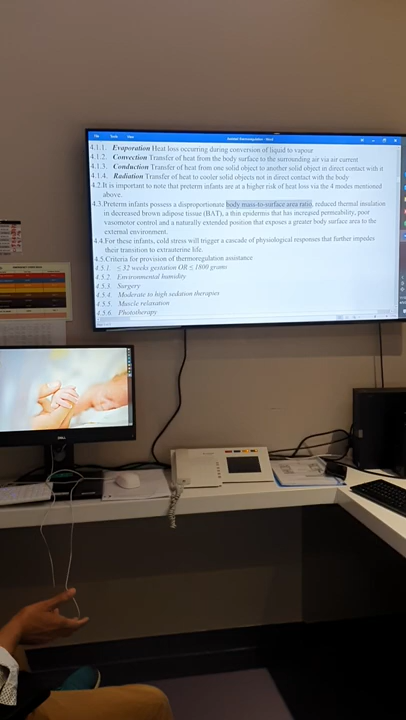 File Tools View
4.1.1. Evaporation Heat loss occurring during conversion of liquid to vapour
4.1.2. Convection Transfer of heat from the body surface to the surrounding air via air current
4.1.3. Conduction Transfer of heat from one solid object to another solid object in direct contact with it
4.1.4. Radiation Transfer of heat to cooler solid objects not in direct contact with the body
4.2.It is important to note that preterm infants are at a higher risk of heat loss via the 4 modes mentioned
above.
4.3.Preterm infants possess a disproportionate body mass-to-surface area ratio, reduced thermal insulation
in decreased brown adipose tissue (BAT), a thin epidermis that has increased permeability, poor
vasomotor control and a naturally extended position that exposes a greater body surface area to the
external environment.
4.4.For these infants, cold stress will trigger a cascade of physiological responses that further impedes
their transition to extrauterine life.
4.5.Criteria for provision of thermoregulation assistance
4.5.1. ≤ 32 weeks gestation OR ≤ 1800 grams
4.5.2. Environmental humidity
4.5.3. Surgery
4.5.4. Moderate to high sedation therapies
4.5.5. Muscle relaxation
4.5.6. Phototherapy
DELL